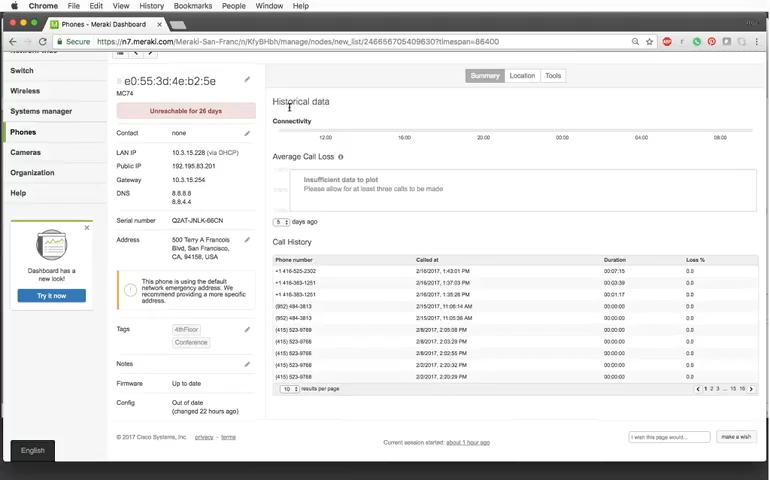 Chrome File Edit View History Bookmarks People Window Help
Phones - Meraki Dashboard
Secure https://n7.meraki.com/Meraki-San-Franc/n/KfyBHbh/manage/nodes/new_list/246656705409630?timespan=86400
Switch
Wireless
Systems manager
Phones
Cameras
Organization
Help
Dashboard has a
new look!
Try it now
English
e0:55:3d:4e:b2:5e
MC74
Unreachable for 26 days
Contact none
LAN IP 10.3.15.228 (via DHCP)
Public IP 192.195.83.201
Gateway 10.3.15.254
DNS 8.8.8.8
8.8.4.4
Serial number Q2AT-JNLK-66CN
Address 500 Terry A Francois
Blvd, San Francisco,
CA, 94158, USA
This phone is using the default
network emergency address. We
recommend providing a more specific
address.
Tags 4thFloor
Conference
Notes
Firmware Up to date
Config Out of date
(changed 22 hours ago)
Summary Location Tools
Historical data
Connectivity
12:00 16:00 20:00 00:00 04:00 08:00
Average Call Loss
Insufficient data to plot
Please allow for at least three calls to be made
5 days ago
Call History
Phone number Called at Duration Loss %
+1 416-525-2302 2/16/2017, 1:43:01 PM 00:07:15 0.0
+1 416-383-1251 2/16/2017, 1:37:03 PM 00:03:39 0.0
+1 416-383-1251 2/16/2017, 1:35:26 PM 00:01:17 0.0
(952) 484-3813 2/15/2017, 11:06:14 AM 00:00:00 0.0
(952) 484-3813 2/15/2017, 11:05:36 AM 00:00:00 0.0
(415) 523-9769 2/8/2017, 2:05:08 PM 00:00:00 0.0
(415) 523-9766 2/8/2017, 2:03:29 PM 00:00:00 0.0
(415) 523-9766 2/8/2017, 2:02:55 PM 00:00:00 0.0
(415) 523-9768 2/2/2017, 2:20:32 PM 00:00:00 0.0
(415) 523-9768 2/2/2017, 2:20:29 PM 00:00:00 0.0
10 results per page 1 2 3 ... 15 16
© 2017 Cisco Systems, Inc. privacy - terms
Current session started: about 1 hour ago
I wish this page would...
make a wish